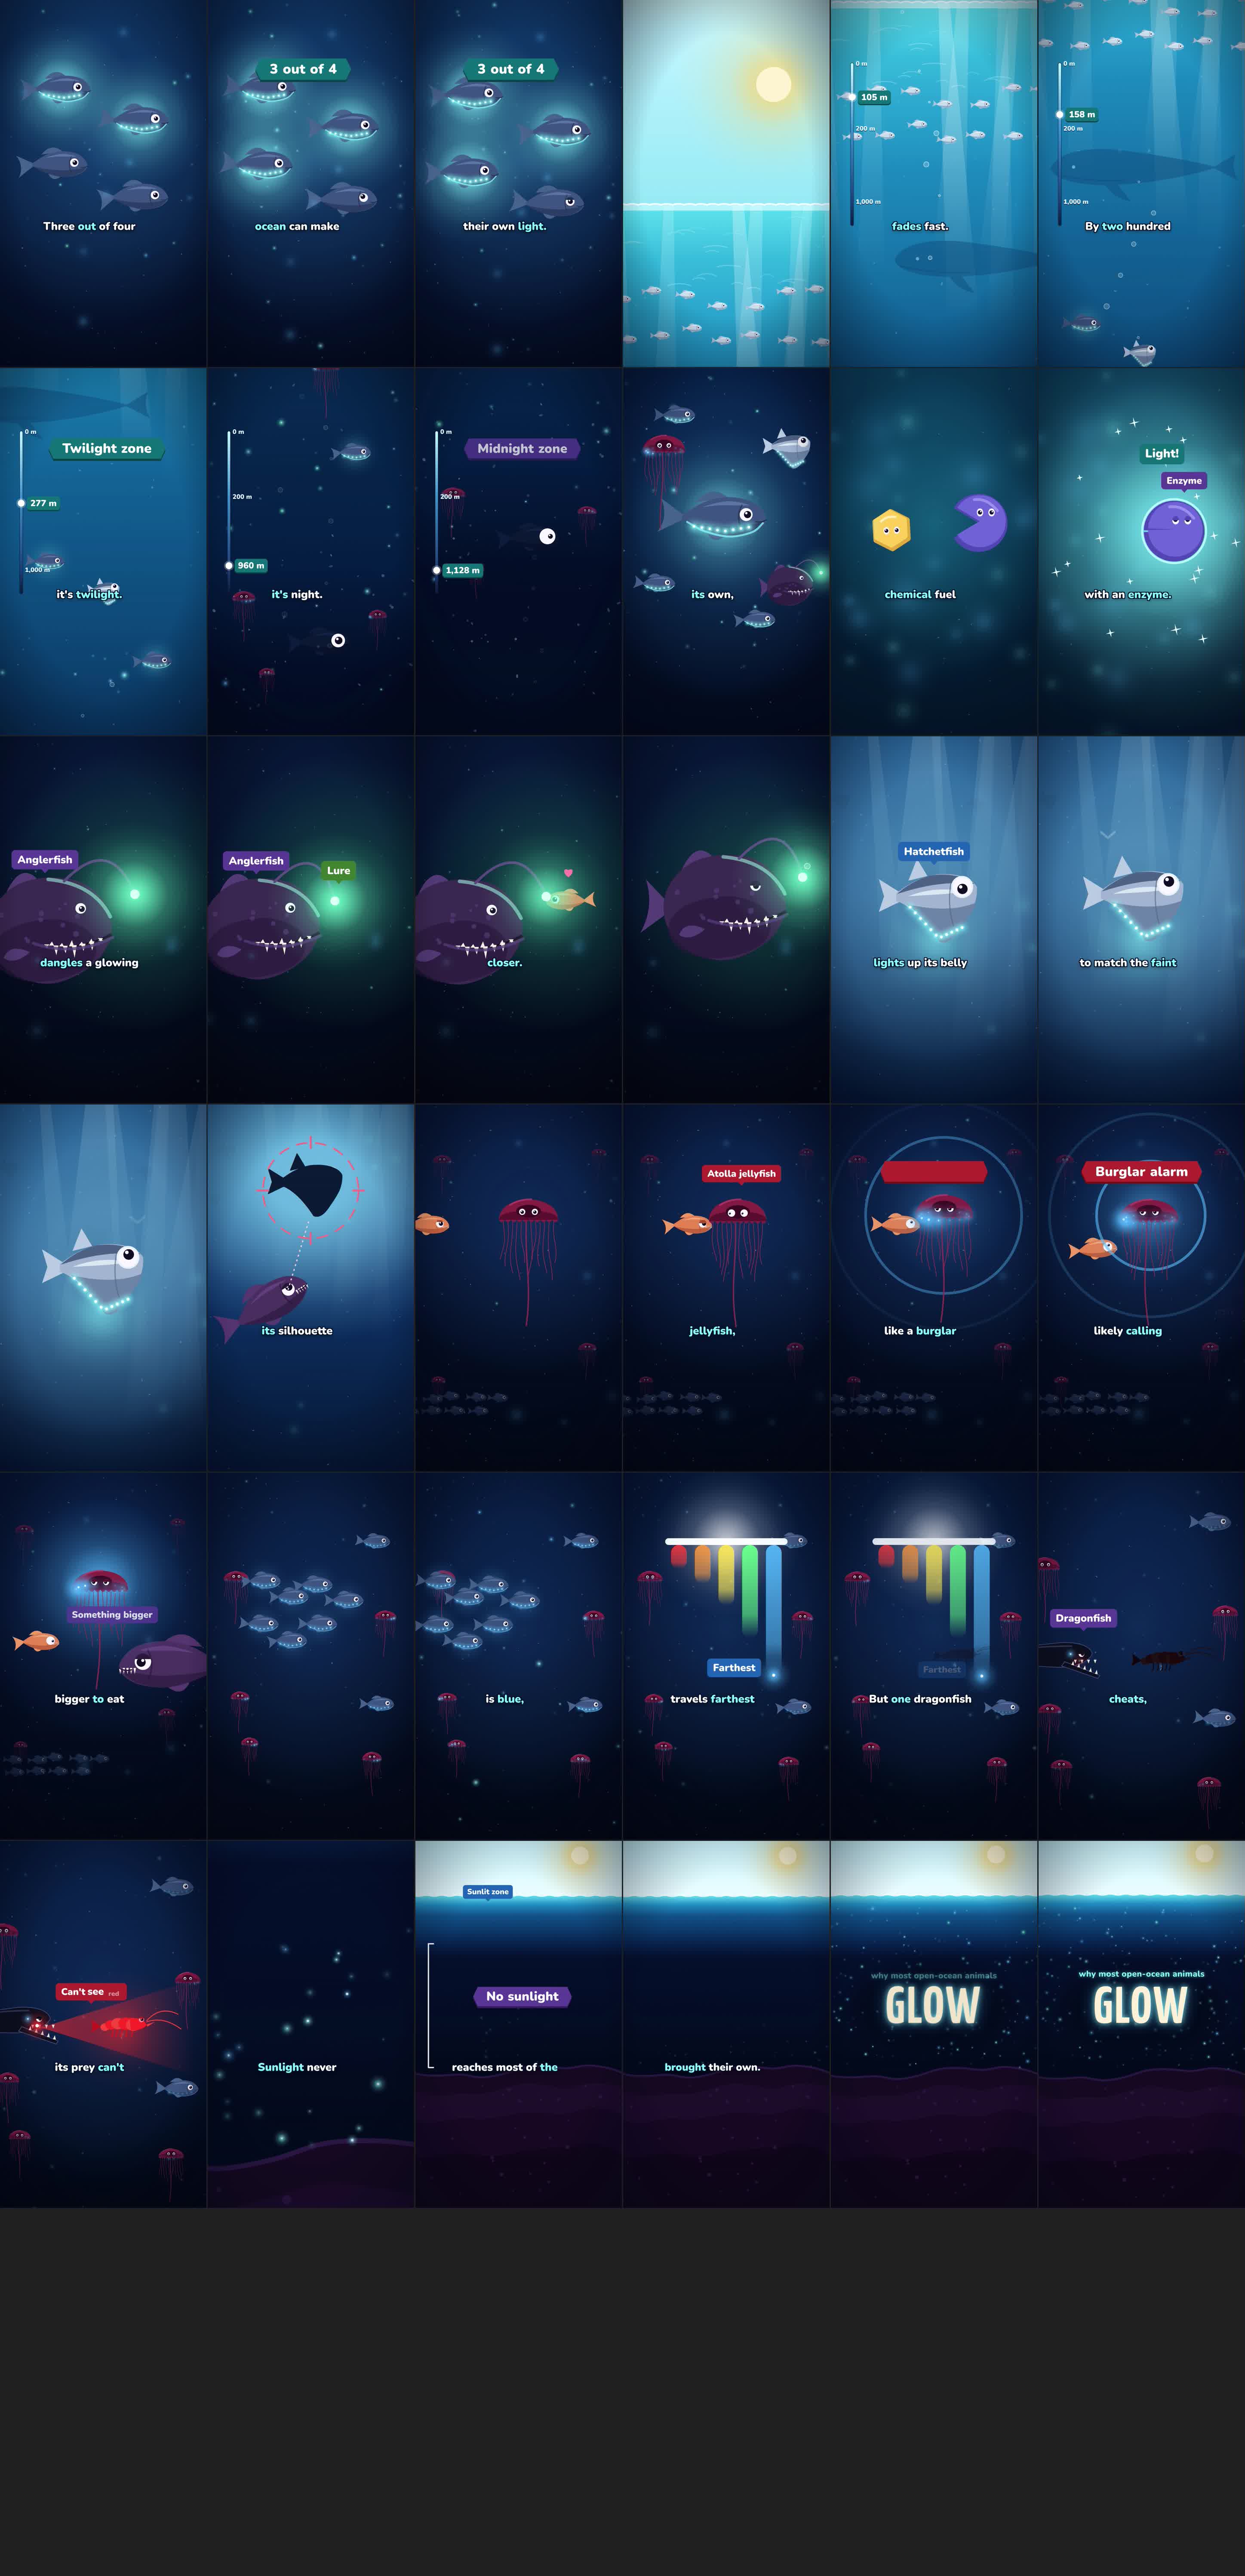 Three out of four
3 out of 4
ocean can make
3 out of 4
their own light.
0 m
105 m
200 m
1,000 m
fades fast.
0 m
158 m
200 m
1,000 m
By two hundred
0 m
Twilight zone
277 m
1,000 m
it's twilight.
0 m
200 m
960 m
it's night.
0 m
Midnight zone
200 m
1,128 m
its own,
chemical fuel
Light!
Enzyme
with an enzyme.
Anglerfish
dangles a glowing
Anglerfish
Lure
closer.
Hatchetfish
lights up its belly
to match the faint
its silhouette
Atolla jellyfish
jellyfish,
like a burglar
Burglar alarm
likely calling
Something bigger
bigger to eat
is blue,
Farthest
travels farthest
Farthest
But one dragonfish
Dragonfish
cheats,
Can't see red
its prey can't
Sunlight never
Sunlit zone
No sunlight
reaches most of the
brought their own.
why most open-ocean animals
GLOW
why most open-ocean animals
GLOW